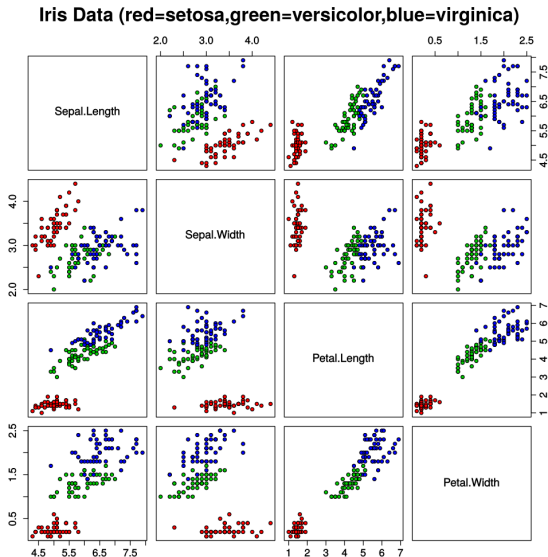 Iris Data (red=setosa,green=versicolor,blue=virginica)
2.0 3.0 4.0 0.5 1.5 2.5
Sepal.Length
4.5 5.5 6.5 7.5
2.0 3.0 4.0
Sepal.Width
Petal.Length
1 2 3 4 5 6 7
0.5 1.5 2.5
Petal.Width
4.5 5.5 6.5 7.5 1 2 3 4 5 6 7